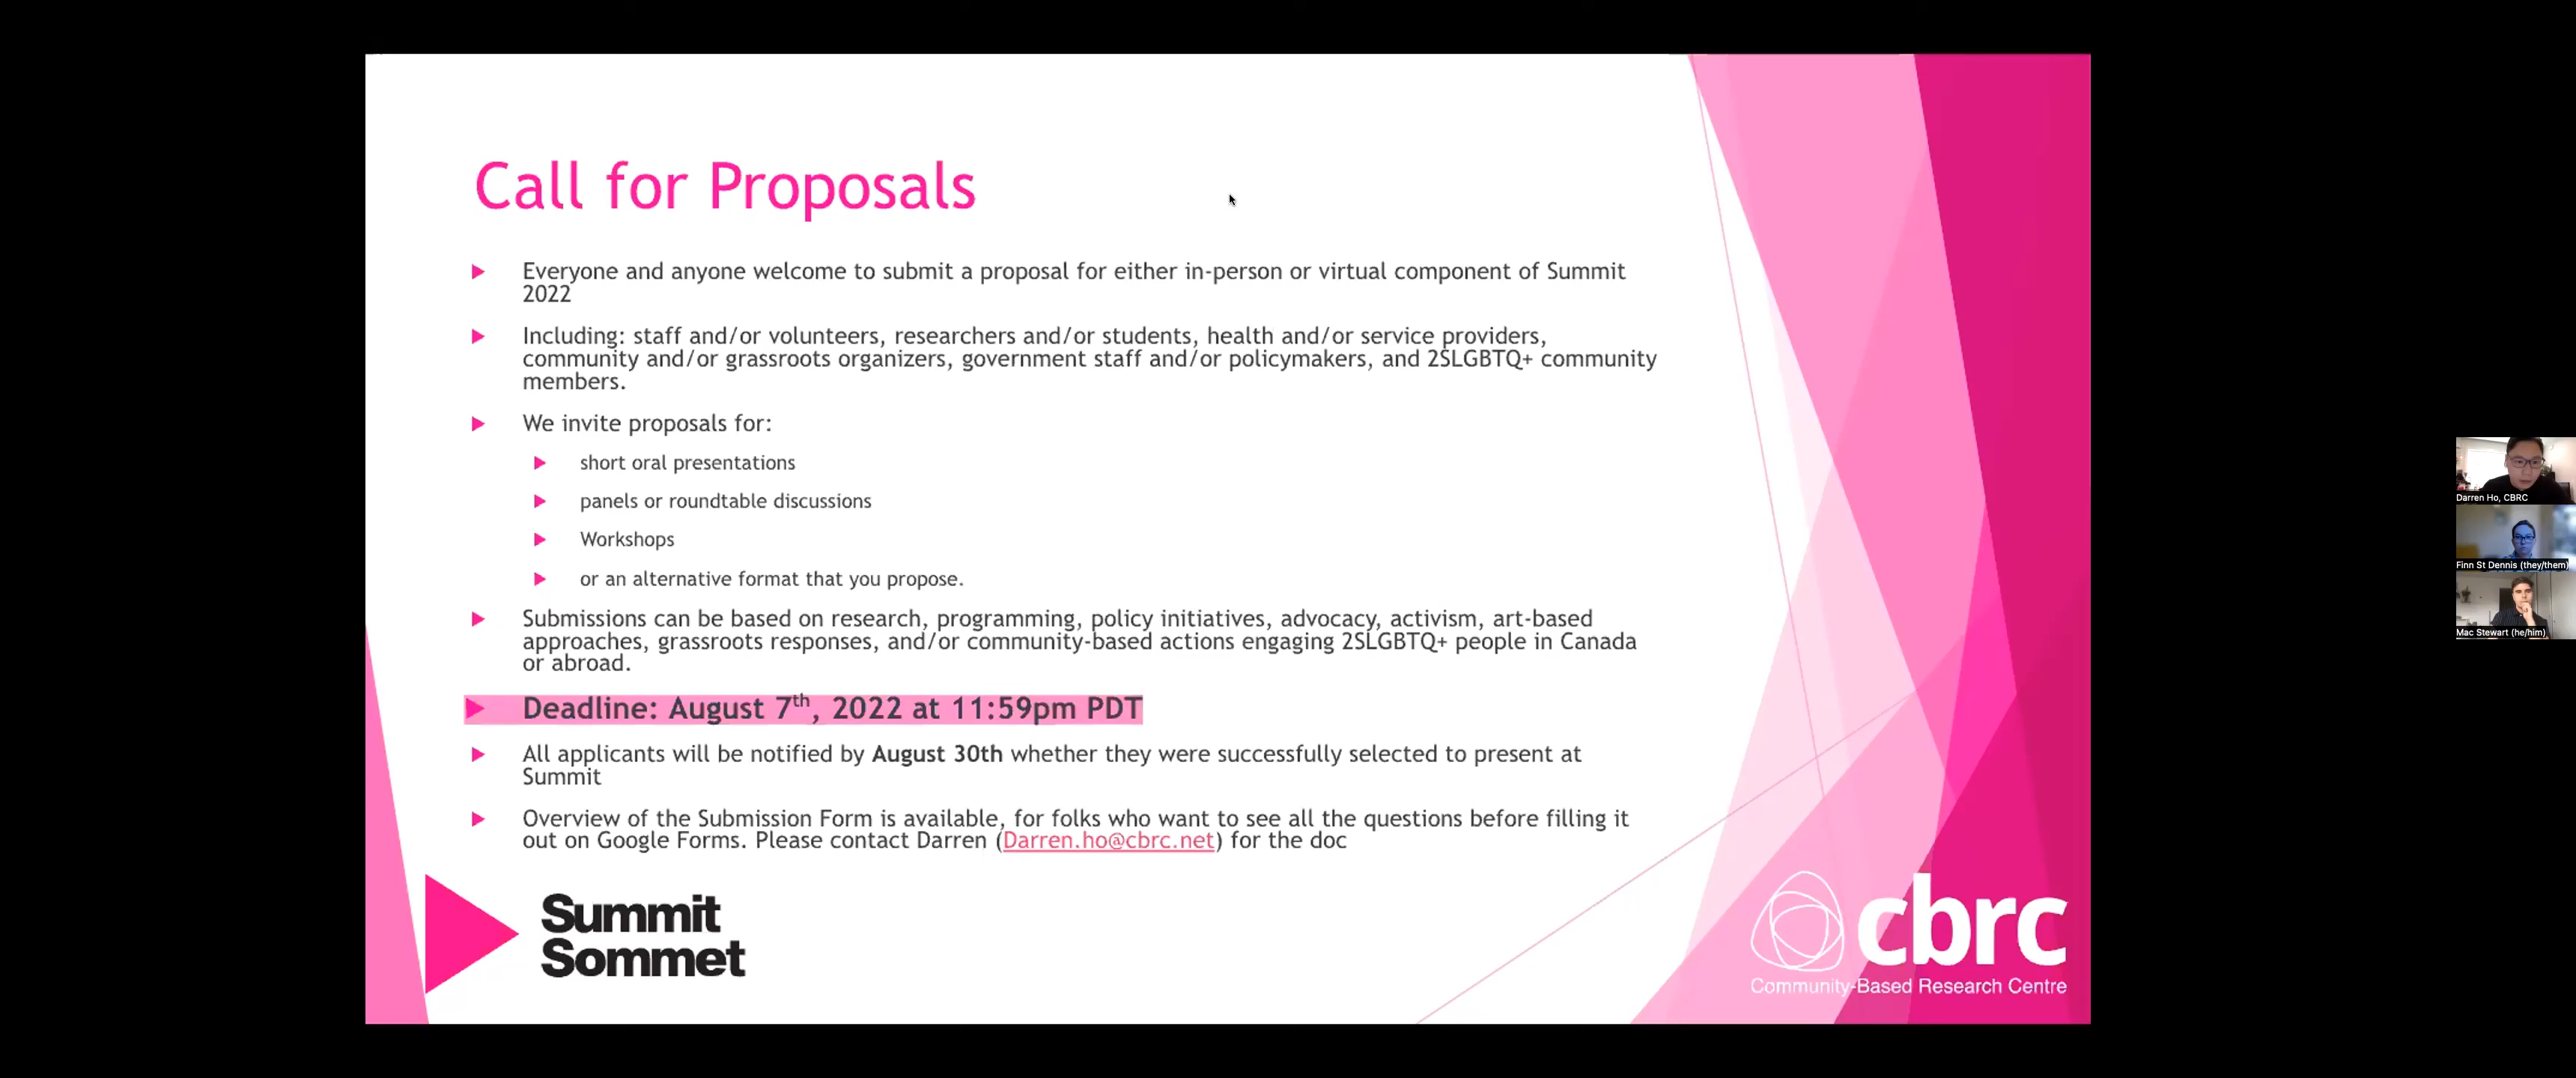 Call for Proposals
Everyone and anyone welcome to submit a proposal for either in-person or virtual component of Summit
2022
Including: staff and/or volunteers, researchers and/or students, health and/or service providers,
community and/or grassroots organizers, government staff and/or policymakers, and 2SLGBTQ+ community
members.
We invite proposals for:
short oral presentations
panels or roundtable discussions
Workshops
or an alternative format that you propose.
Submissions can be based on research, programming, policy initiatives, advocacy, activism, art-based
approaches, grassroots responses, and/or community-based actions engaging 2SLGBTQ+ people in Canada
or abroad.
Deadline: August 7th, 2022 at 11:59pm PDT
All applicants will be notified by August 30th whether they were successfully selected to present at
Summit
Overview of the Submission Form is available, for folks who want to see all the questions before filling it
out on Google Forms. Please contact Darren (Darren.ho@cbrc.net) for the doc
Summit
Sommet
cbrc
Community-Based Research Centre
Darren Ho, CBRC
Finn St Dennis (they/them)
Mac Stewart (he/him)